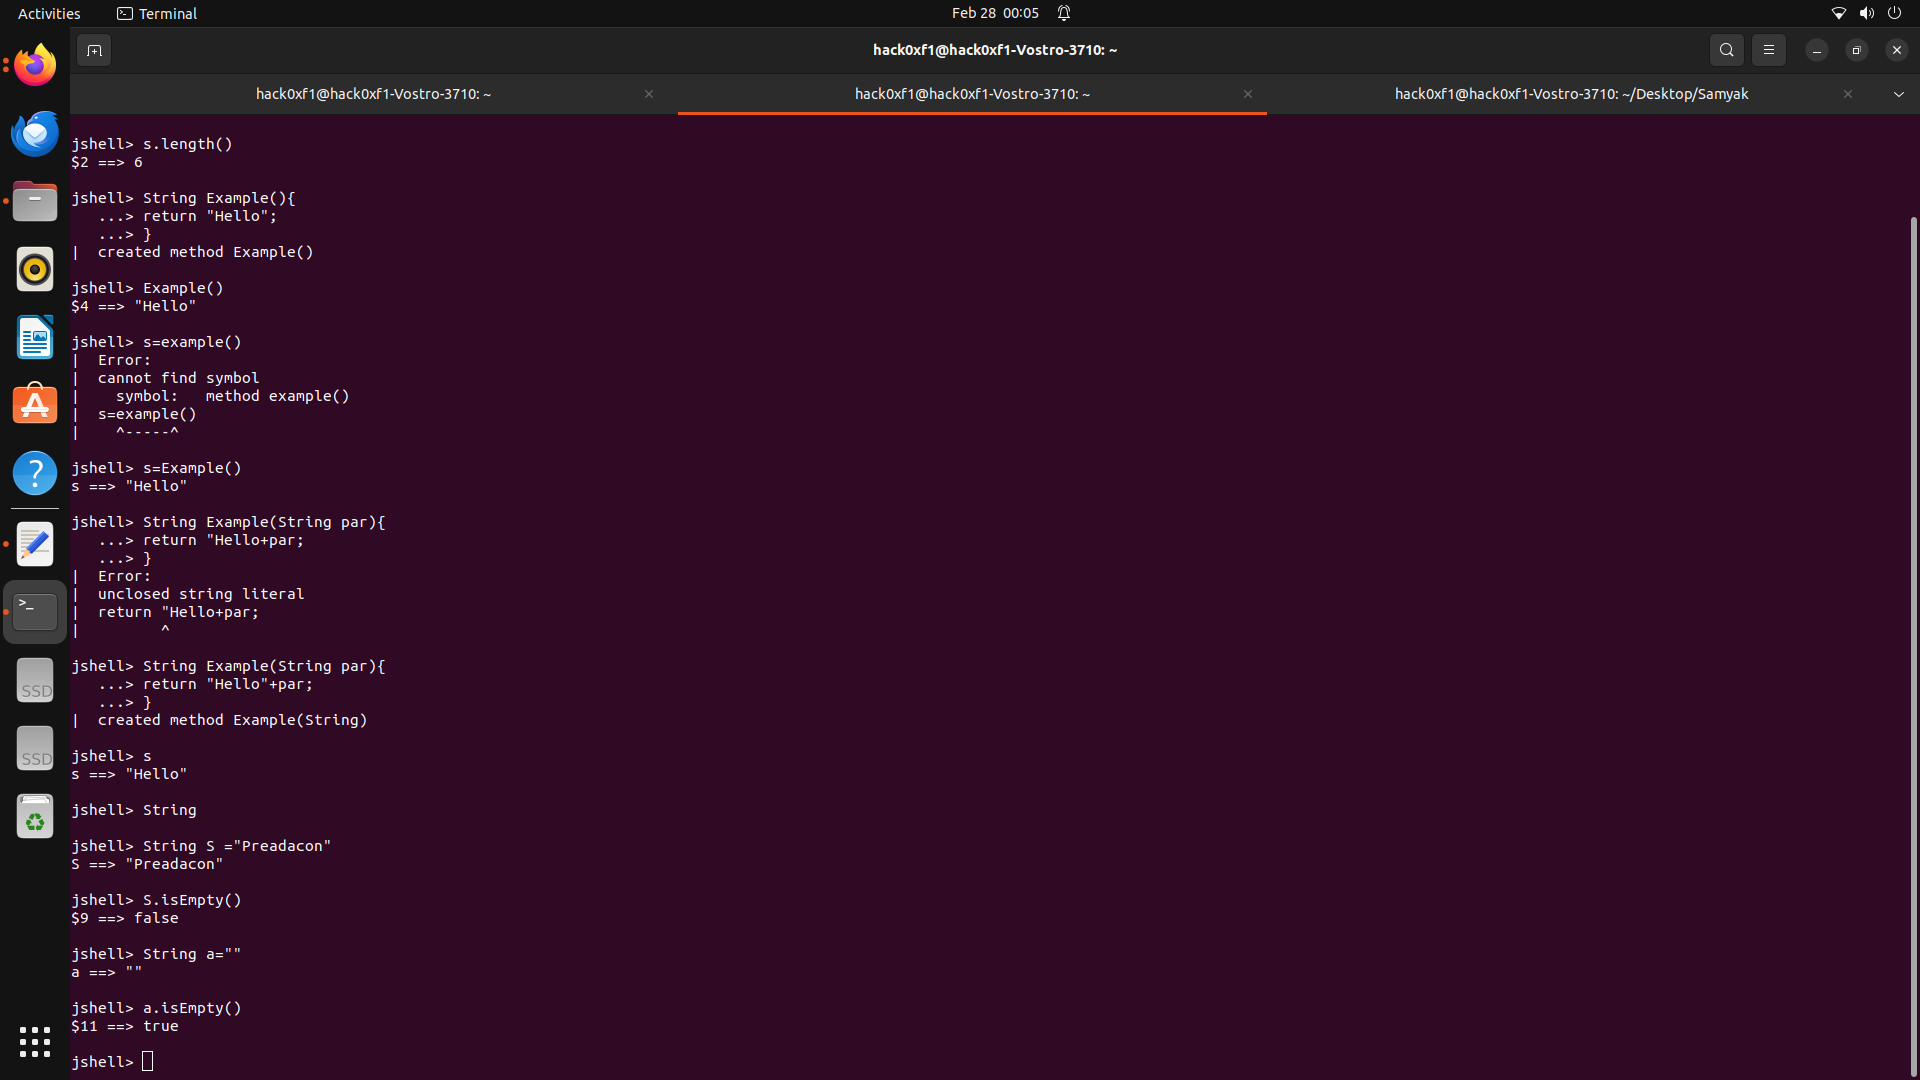 Activities
Terminal
Feb 28 00:05
hack0xf1@hack0xf1-Vostro-3710: ~
hack0xf1@hack0xf1-Vostro-3710: ~
hack0xf1@hack0xf1-Vostro-3710: ~
hack0xf1@hack0xf1-Vostro-3710: ~/Desktop/Samyak
jshell> s.length()
$2 ==> 6
jshell> String Example(){
   ...> return "Hello";
   ...> }
|  created method Example()
jshell> Example()
$4 ==> "Hello"
jshell> s=example()
|  Error:
|  cannot find symbol
|    symbol:   method example()
|  s=example()
|    ^-----^
jshell> s=Example()
s ==> "Hello"
jshell> String Example(String par){
   ...> return "Hello+par;
   ...> }
|  Error:
|  unclosed string literal
|  return "Hello+par;
|         ^
jshell> String Example(String par){
   ...> return "Hello"+par;
   ...> }
|  created method Example(String)
jshell> s
s ==> "Hello"
jshell> String
jshell> String S ="Preadacon"
S ==> "Preadacon"
jshell> S.isEmpty()
$9 ==> false
jshell> String a=""
a ==> ""
jshell> a.isEmpty()
$11 ==> true
jshell>
>_
?
SSD
SSD